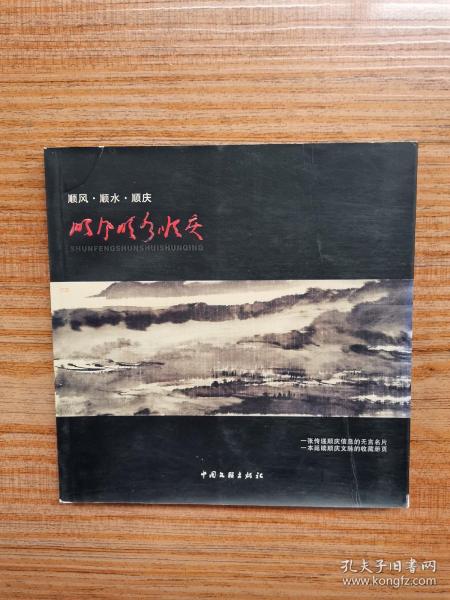 顺风·顺水·顺庆
顺风顺水顺庆
SHUNFENGSHUNSHUISHUNQING
一张传递顺庆信息的无言名片
一本延续顺庆文脉的收藏册页
中国文联出版社
孔夫子旧书网
www.kongfz.com